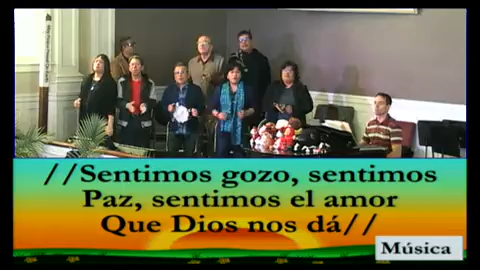 //Sentimos gozo, sentimos
Paz, sentimos el amor
Que Dios nos dá//
Música